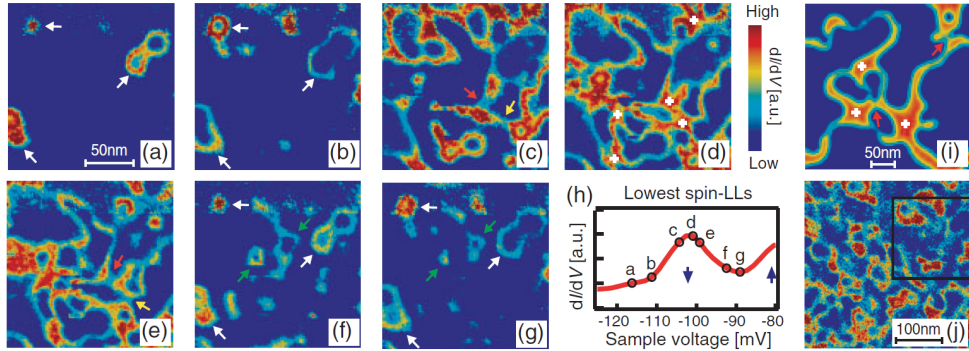 (a)
50nm
(b)
(c)
(d)
High
dI/dV [a.u.]
Low
(i)
50nm
(e)
(f)
(g)
(h)
Lowest spin-LLs
dI/dV [a.u.]
a
b
c
d
e
f
g
-120 -110 -100 -90 -80
Sample voltage [mV]
(j)
100nm